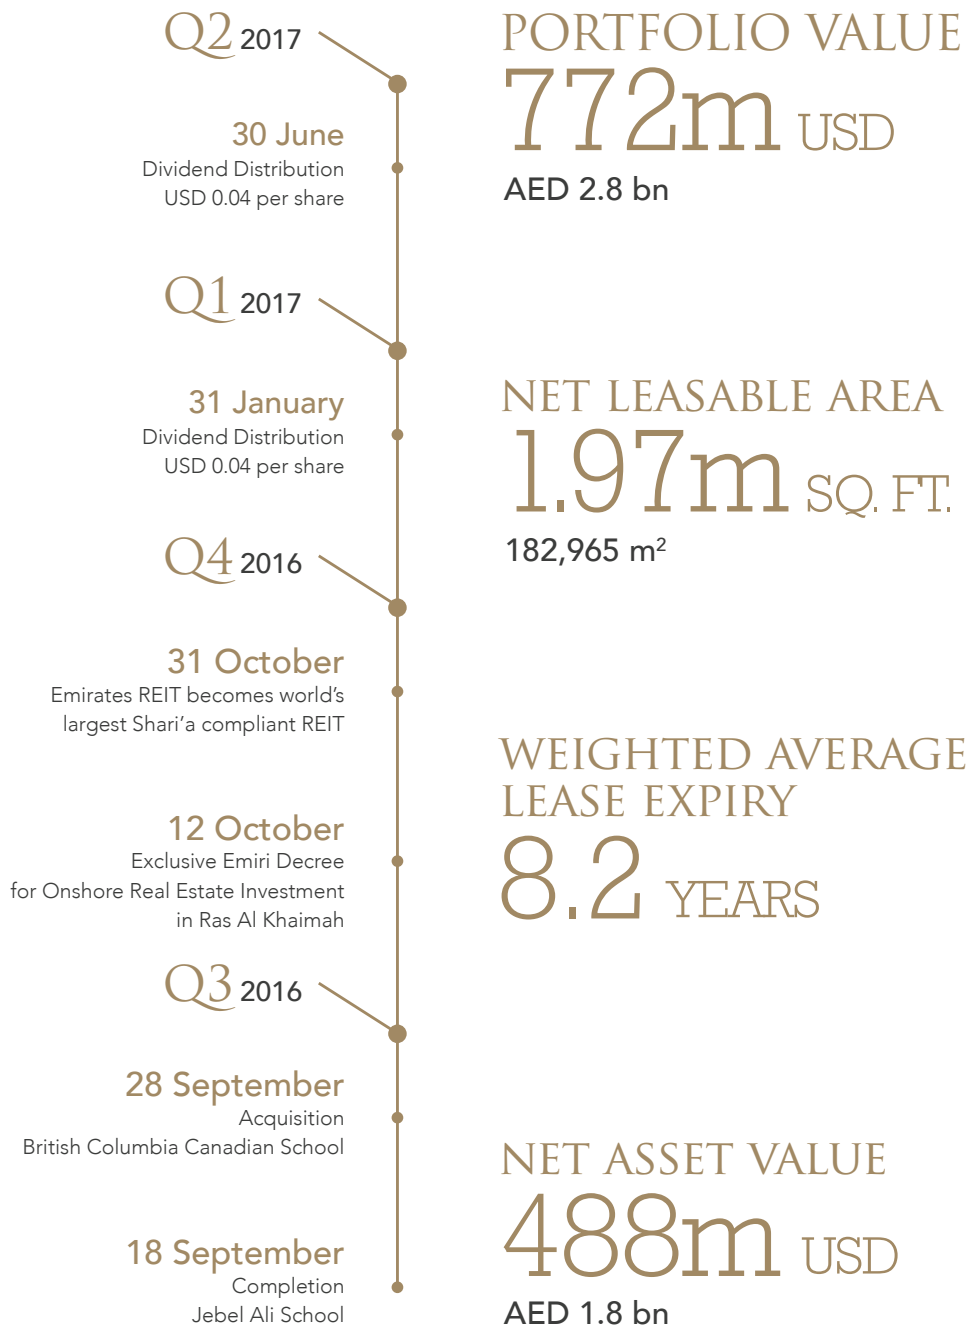 Q2 2017
30 June
Dividend Distribution
USD 0.04 per share
Q1 2017
31 January
Dividend Distribution
USD 0.04 per share
Q4 2016
31 October
Emirates REIT becomes world’s
largest Shari’a compliant REIT
12 October
Exclusive Emiri Decree
for Onshore Real Estate Investment
in Ras Al Khaimah
Q3 2016
28 September
Acquisition
British Columbia Canadian School
18 September
Completion
Jebel Ali School
PORTFOLIO VALUE
772m USD
AED 2.8 bn
NET LEASABLE AREA
1.97m SQ. FT.
182,965 m²
WEIGHTED AVERAGE
LEASE EXPIRY
8.2 YEARS
NET ASSET VALUE
488m USD
AED 1.8 bn